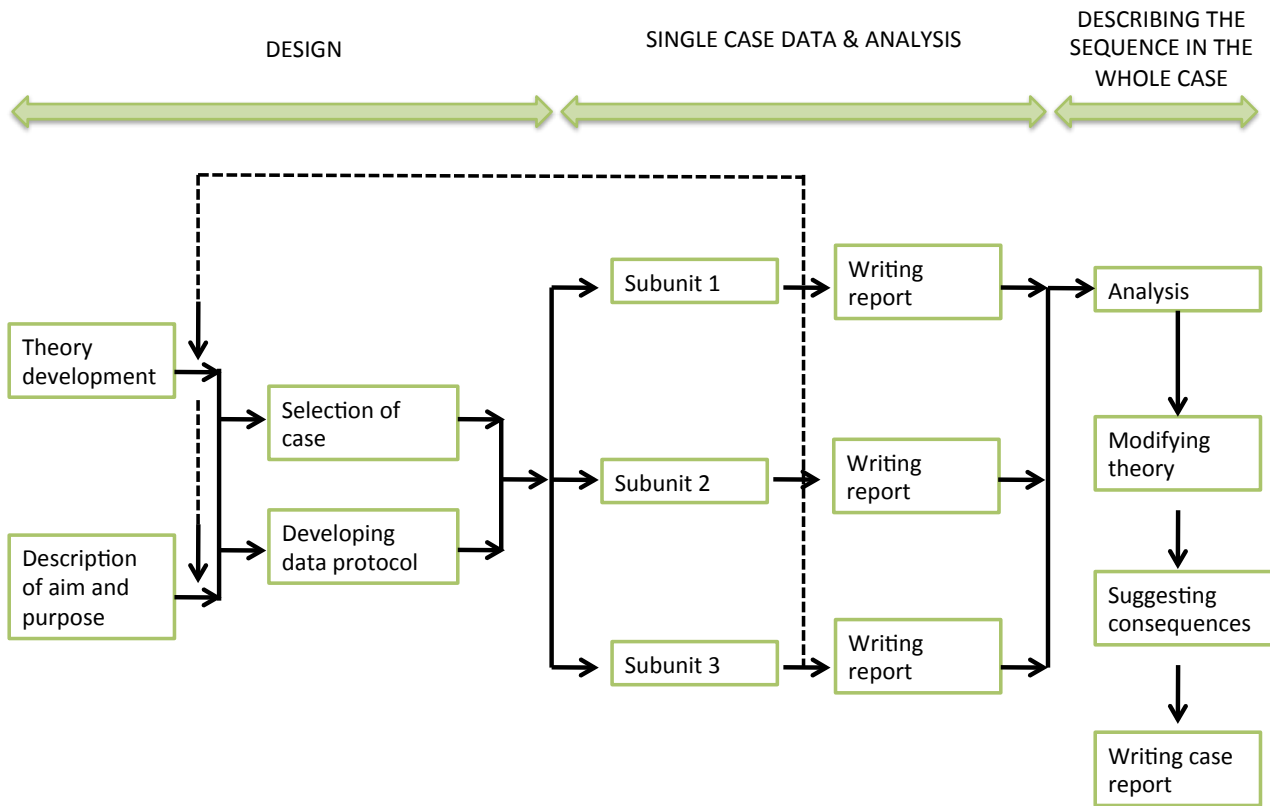 DESIGN
SINGLE CASE DATA & ANALYSIS
DESCRIBING THE
SEQUENCE IN THE
WHOLE CASE
Theory
development
Description
of aim and
purpose
Selection of
case
Developing
data protocol
Subunit 1
Subunit 2
Subunit 3
Writing
report
Writing
report
Writing
report
Analysis
Modifying
theory
Suggesting
consequences
Writing case
report